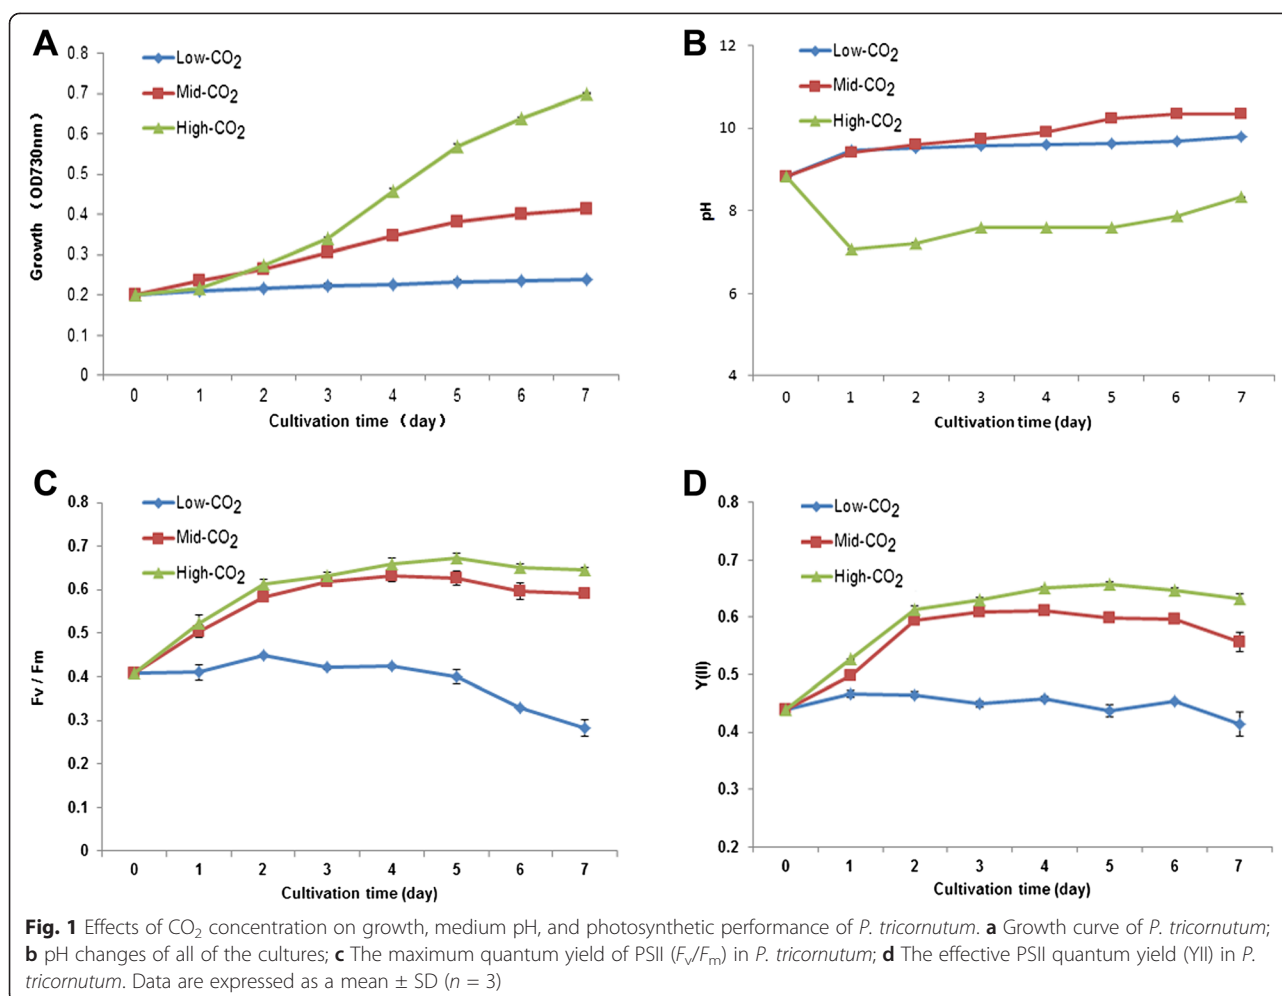 A
Low-CO2
Mid-CO2
High-CO2
Growth (OD730nm)
0.8
0.7
0.6
0.5
0.4
0.3
0.2
0.1
0
0 1 2 3 4 5 6 7
Cultivation time (day)
B
Low-CO2
Mid-CO2
High-CO2
pH
12
10
8
6
4
0 1 2 3 4 5 6 7
Cultivation time (day)
C
Low-CO2
Mid-CO2
High-CO2
Fv / Fm
0.8
0.7
0.6
0.5
0.4
0.3
0.2
0.1
0
0 1 2 3 4 5 6 7
Cultivation time (day)
D
Low-CO2
Mid-CO2
High-CO2
Y(II)
0.8
0.7
0.6
0.5
0.4
0.3
0.2
0 1 2 3 4 5 6 7
Cultivation time (day)
Fig. 1 Effects of CO2 concentration on growth, medium pH, and photosynthetic performance of P. tricornutum. a Growth curve of P. tricornutum;
b pH changes of all of the cultures; c The maximum quantum yield of PSII (Fv/Fm) in P. tricornutum; d The effective PSII quantum yield (YII) in P.
tricornutum. Data are expressed as a mean ± SD (n = 3)